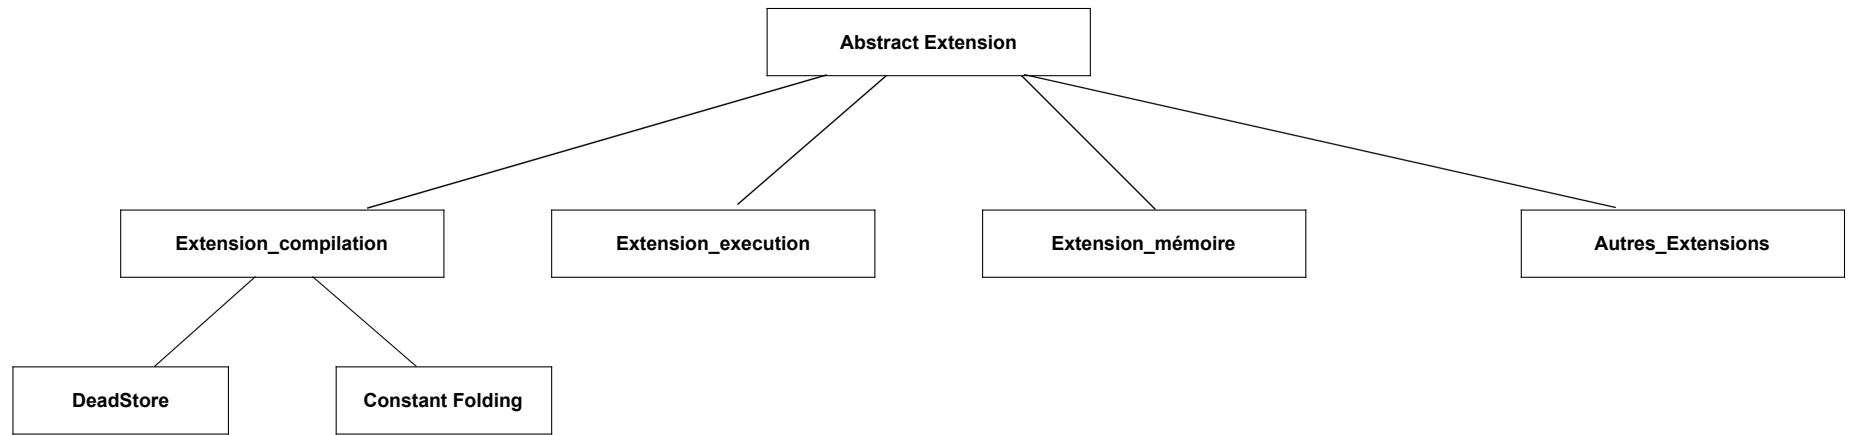 Abstract Extension
Extension_compilation
Extension_execution
Extension_mémoire
Autres_Extensions
DeadStore
Constant Folding